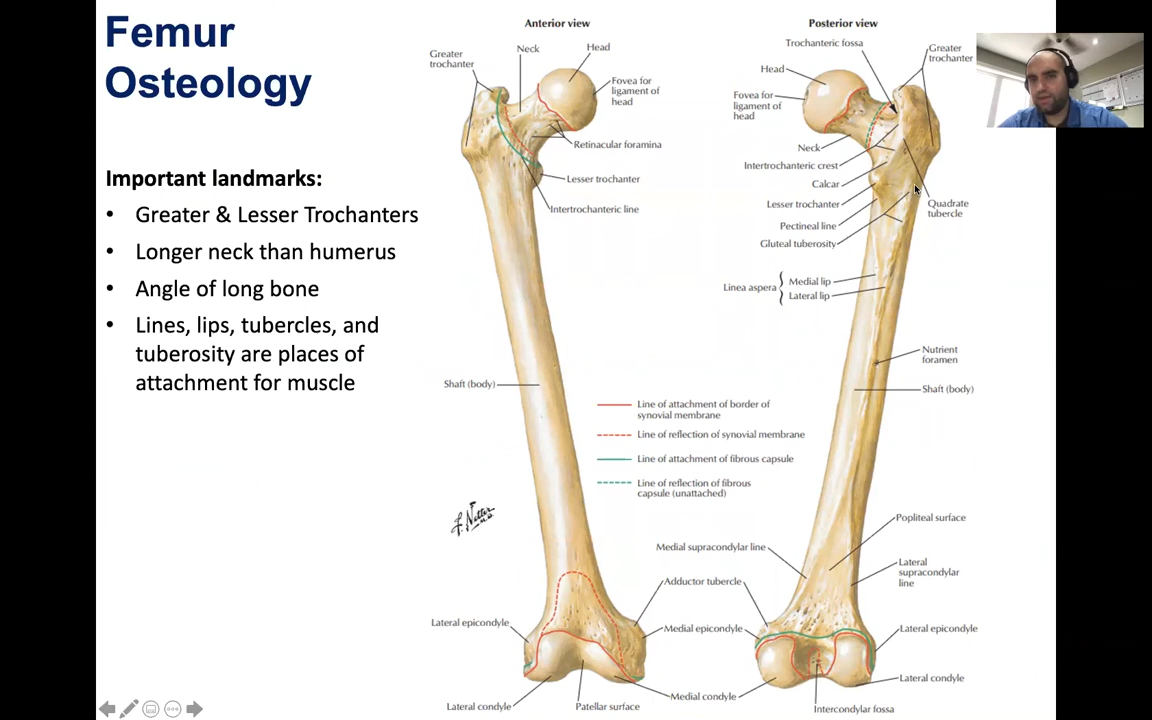 Femur
Osteology
Important landmarks:
• Greater & Lesser Trochanters
• Longer neck than humerus
• Angle of long bone
• Lines, lips, tubercles, and
tuberosity are places of
attachment for muscle
Anterior view
Greater
trochanter
Neck
Head
Fovea for
ligament of
head
Retinacular foramina
Lesser trochanter
Intertrochanteric line
Shaft (body)
Line of attachment of border of
synovial membrane
Line of reflection of synovial membrane
Line of attachment of fibrous capsule
Line of reflection of fibrous
capsule (unattached)
F. Netter
M.D.
Lateral epicondyle
Lateral condyle
Patellar surface
Adductor tubercle
Medial epicondyle
Medial condyle
Posterior view
Trochanteric fossa
Greater
trochanter
Head
Fovea for
ligament of
head
Neck
Intertrochanteric crest
Calcar
Lesser trochanter
Quadrate
tubercle
Pectineal line
Gluteal tuberosity
Linea aspera
Medial lip
Lateral lip
Nutrient
foramen
Shaft (body)
Popliteal surface
Medial supracondylar line
Lateral
supracondylar
line
Lateral epicondyle
Lateral condyle
Intercondylar fossa